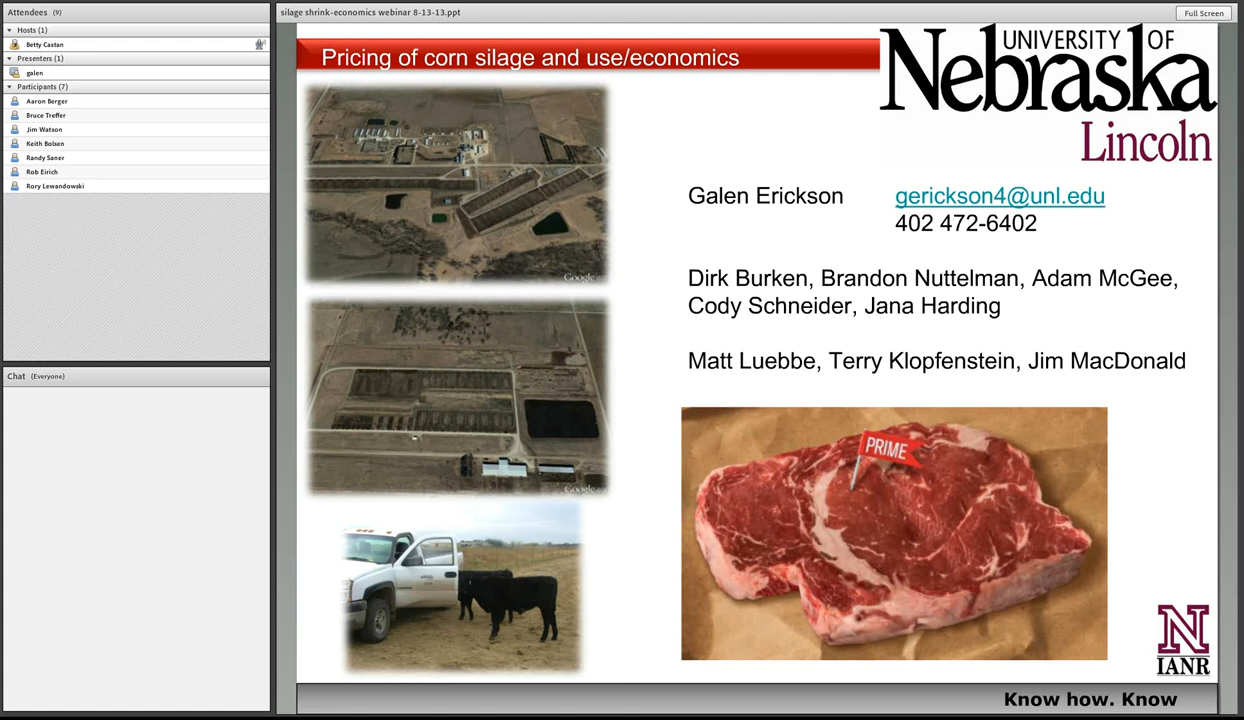 Attendees (9)
Hosts (1)
Betty Castan
Presenters (1)
galen
Participants (7)
Aaron Berger
Bruce Treffer
Jim Watson
Keith Bolsen
Randy Saner
Rob Eirich
Rory Lewandowski
Chat (Everyone)
silage shrink-economics webinar 8-13-13.ppt
Full Screen
Pricing of corn silage and use/economics
UNIVERSITY OF
Nebraska
Lincoln
Galen Erickson gerickson4@unl.edu
402 472-6402
Dirk Burken, Brandon Nuttelman, Adam McGee,
Cody Schneider, Jana Harding
Matt Luebbe, Terry Klopfenstein, Jim MacDonald
Google
Google
PRIME
N
IANR
Know how. Know